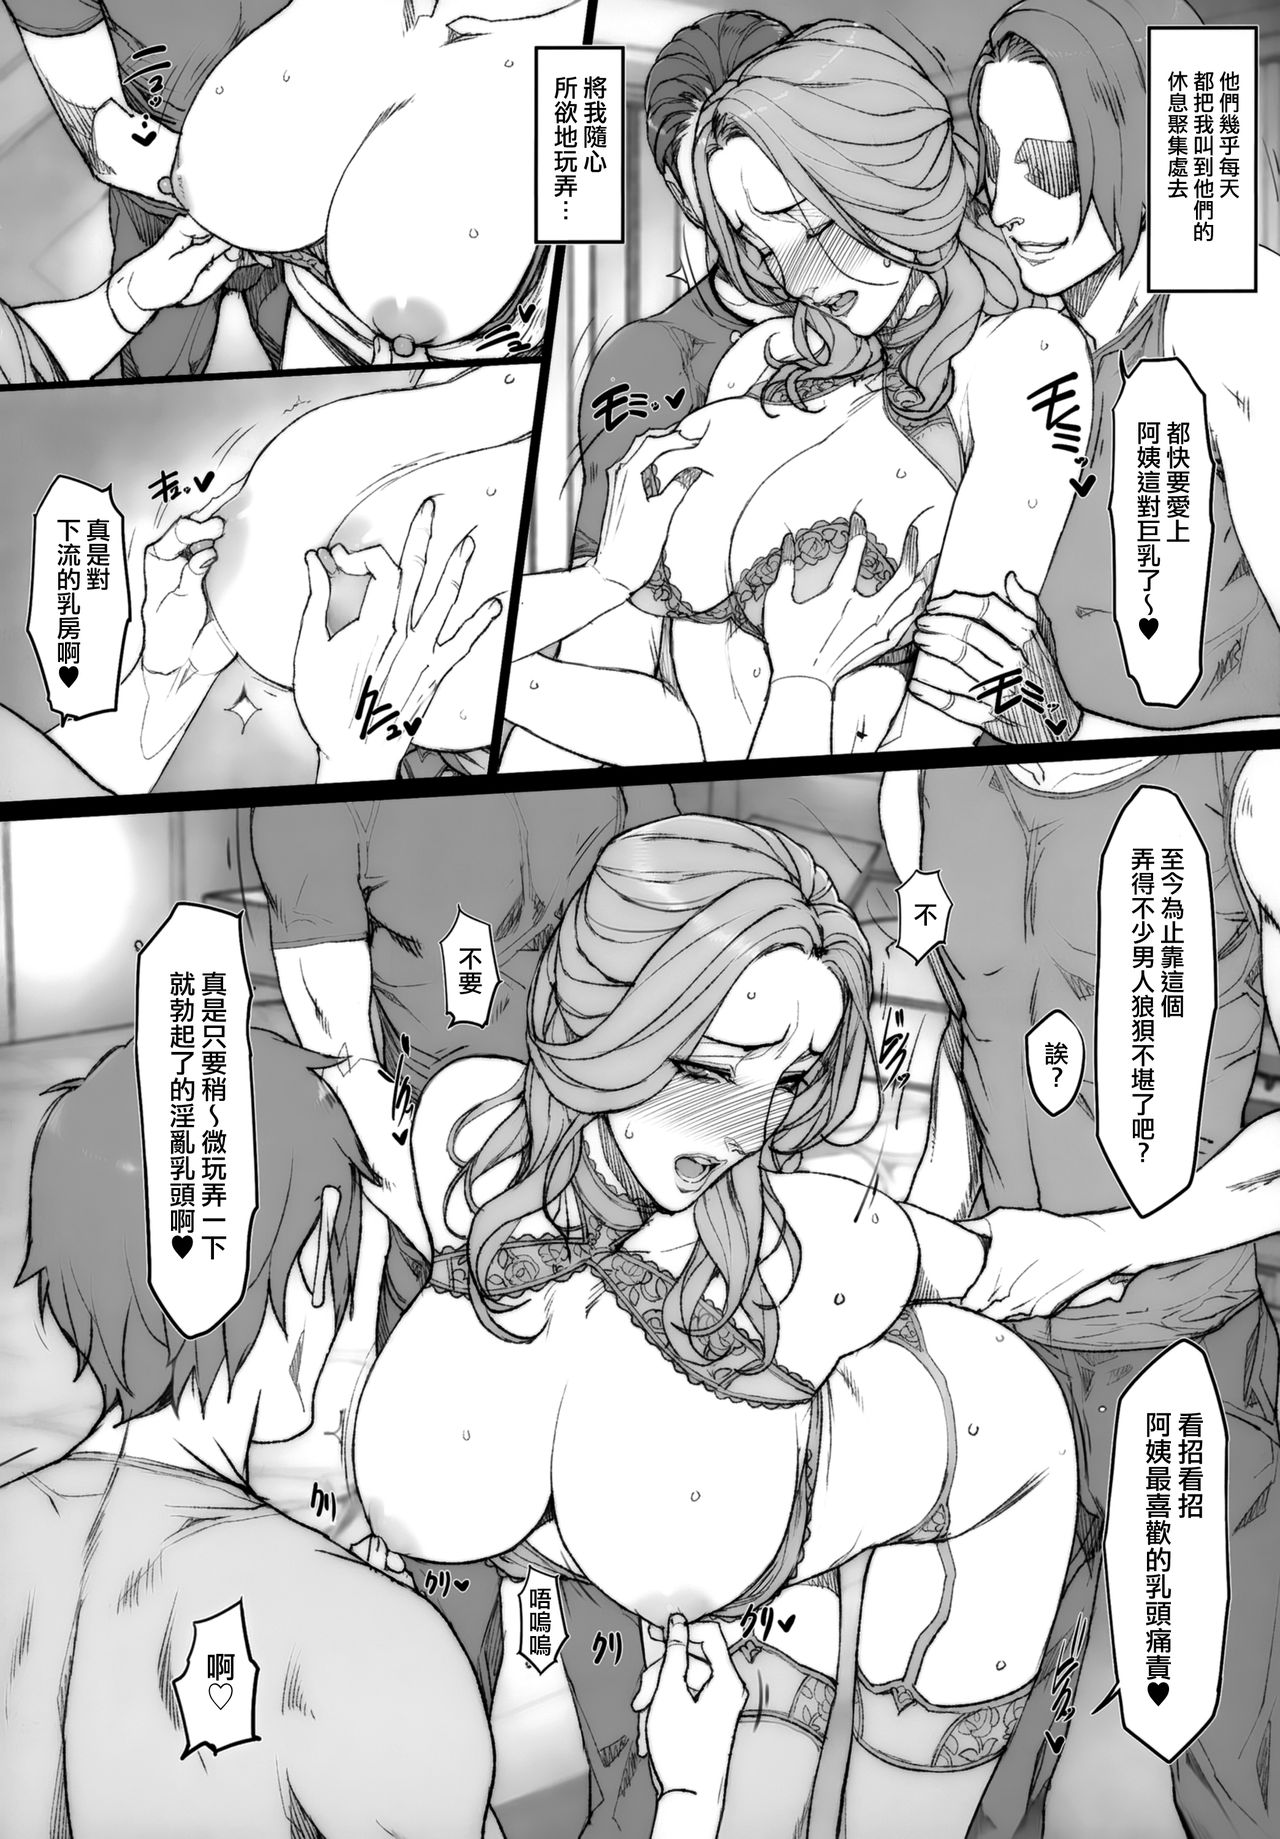 他們幾乎每天
都把我叫到他們的
休息聚集處去
都快要愛上
阿姨這對巨乳了～♥
將我隨心
所欲地玩弄…
真是對
下流的乳房啊♥
至今為止靠這個
弄得不少男人狼狽不堪了吧？
誒？
不
不要
真是只要稍～微玩弄一下
就勃起了的淫亂乳頭啊♥
看招看招
阿姨最喜歡的乳頭痛責♥
唔嗚嗚
啊♡
モミ
モミ
モミ
クリ
クリ
クリ
クリ